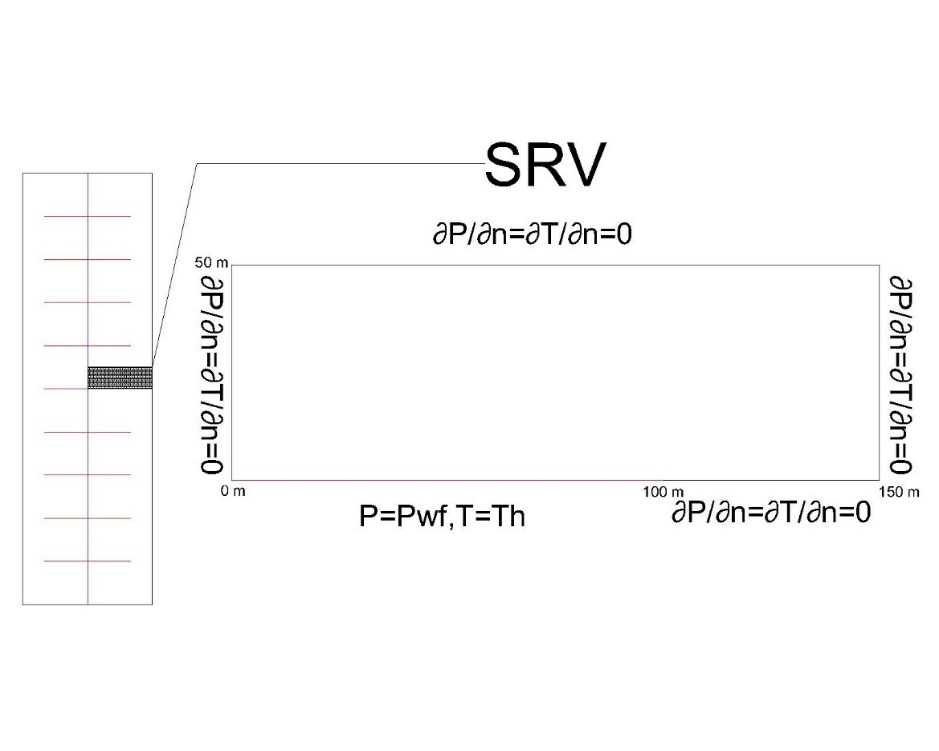 SRV
∂P/∂n=∂T/∂n=0
50 m
∂P/∂n=∂T/∂n=0
∂P/∂n=∂T/∂n=0
0 m
100 m
150 m
P=Pwf,T=Th
∂P/∂n=∂T/∂n=0